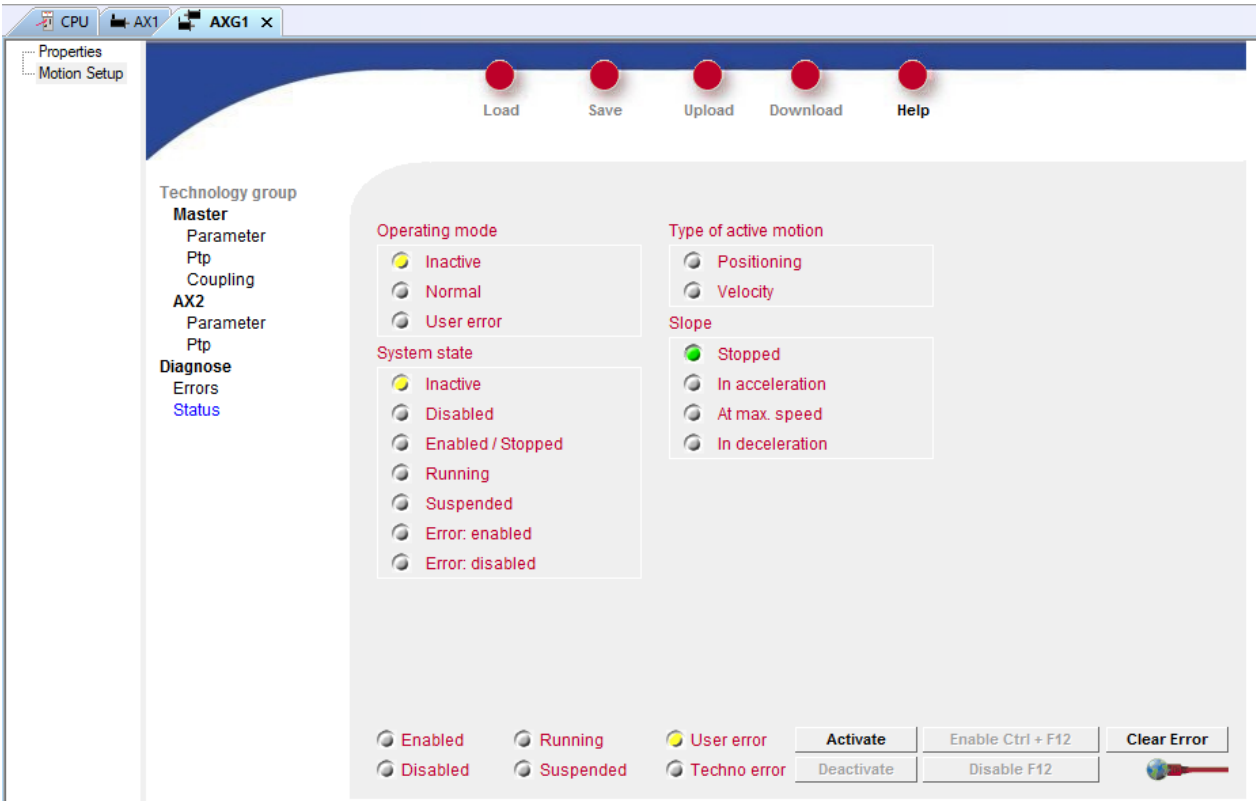 CPU AX1 AXG1 X
Properties
Motion Setup
Load Save Upload Download Help
Technology group
Master
Parameter
Ptp
Coupling
AX2
Parameter
Ptp
Diagnose
Errors
Status
Operating mode
Inactive
Normal
User error
System state
Inactive
Disabled
Enabled / Stopped
Running
Suspended
Error: enabled
Error: disabled
Type of active motion
Positioning
Velocity
Slope
Stopped
In acceleration
At max. speed
In deceleration
Enabled Running User error Activate Enable Ctrl + F12 Clear Error
Disabled Suspended Techno error Deactivate Disable F12